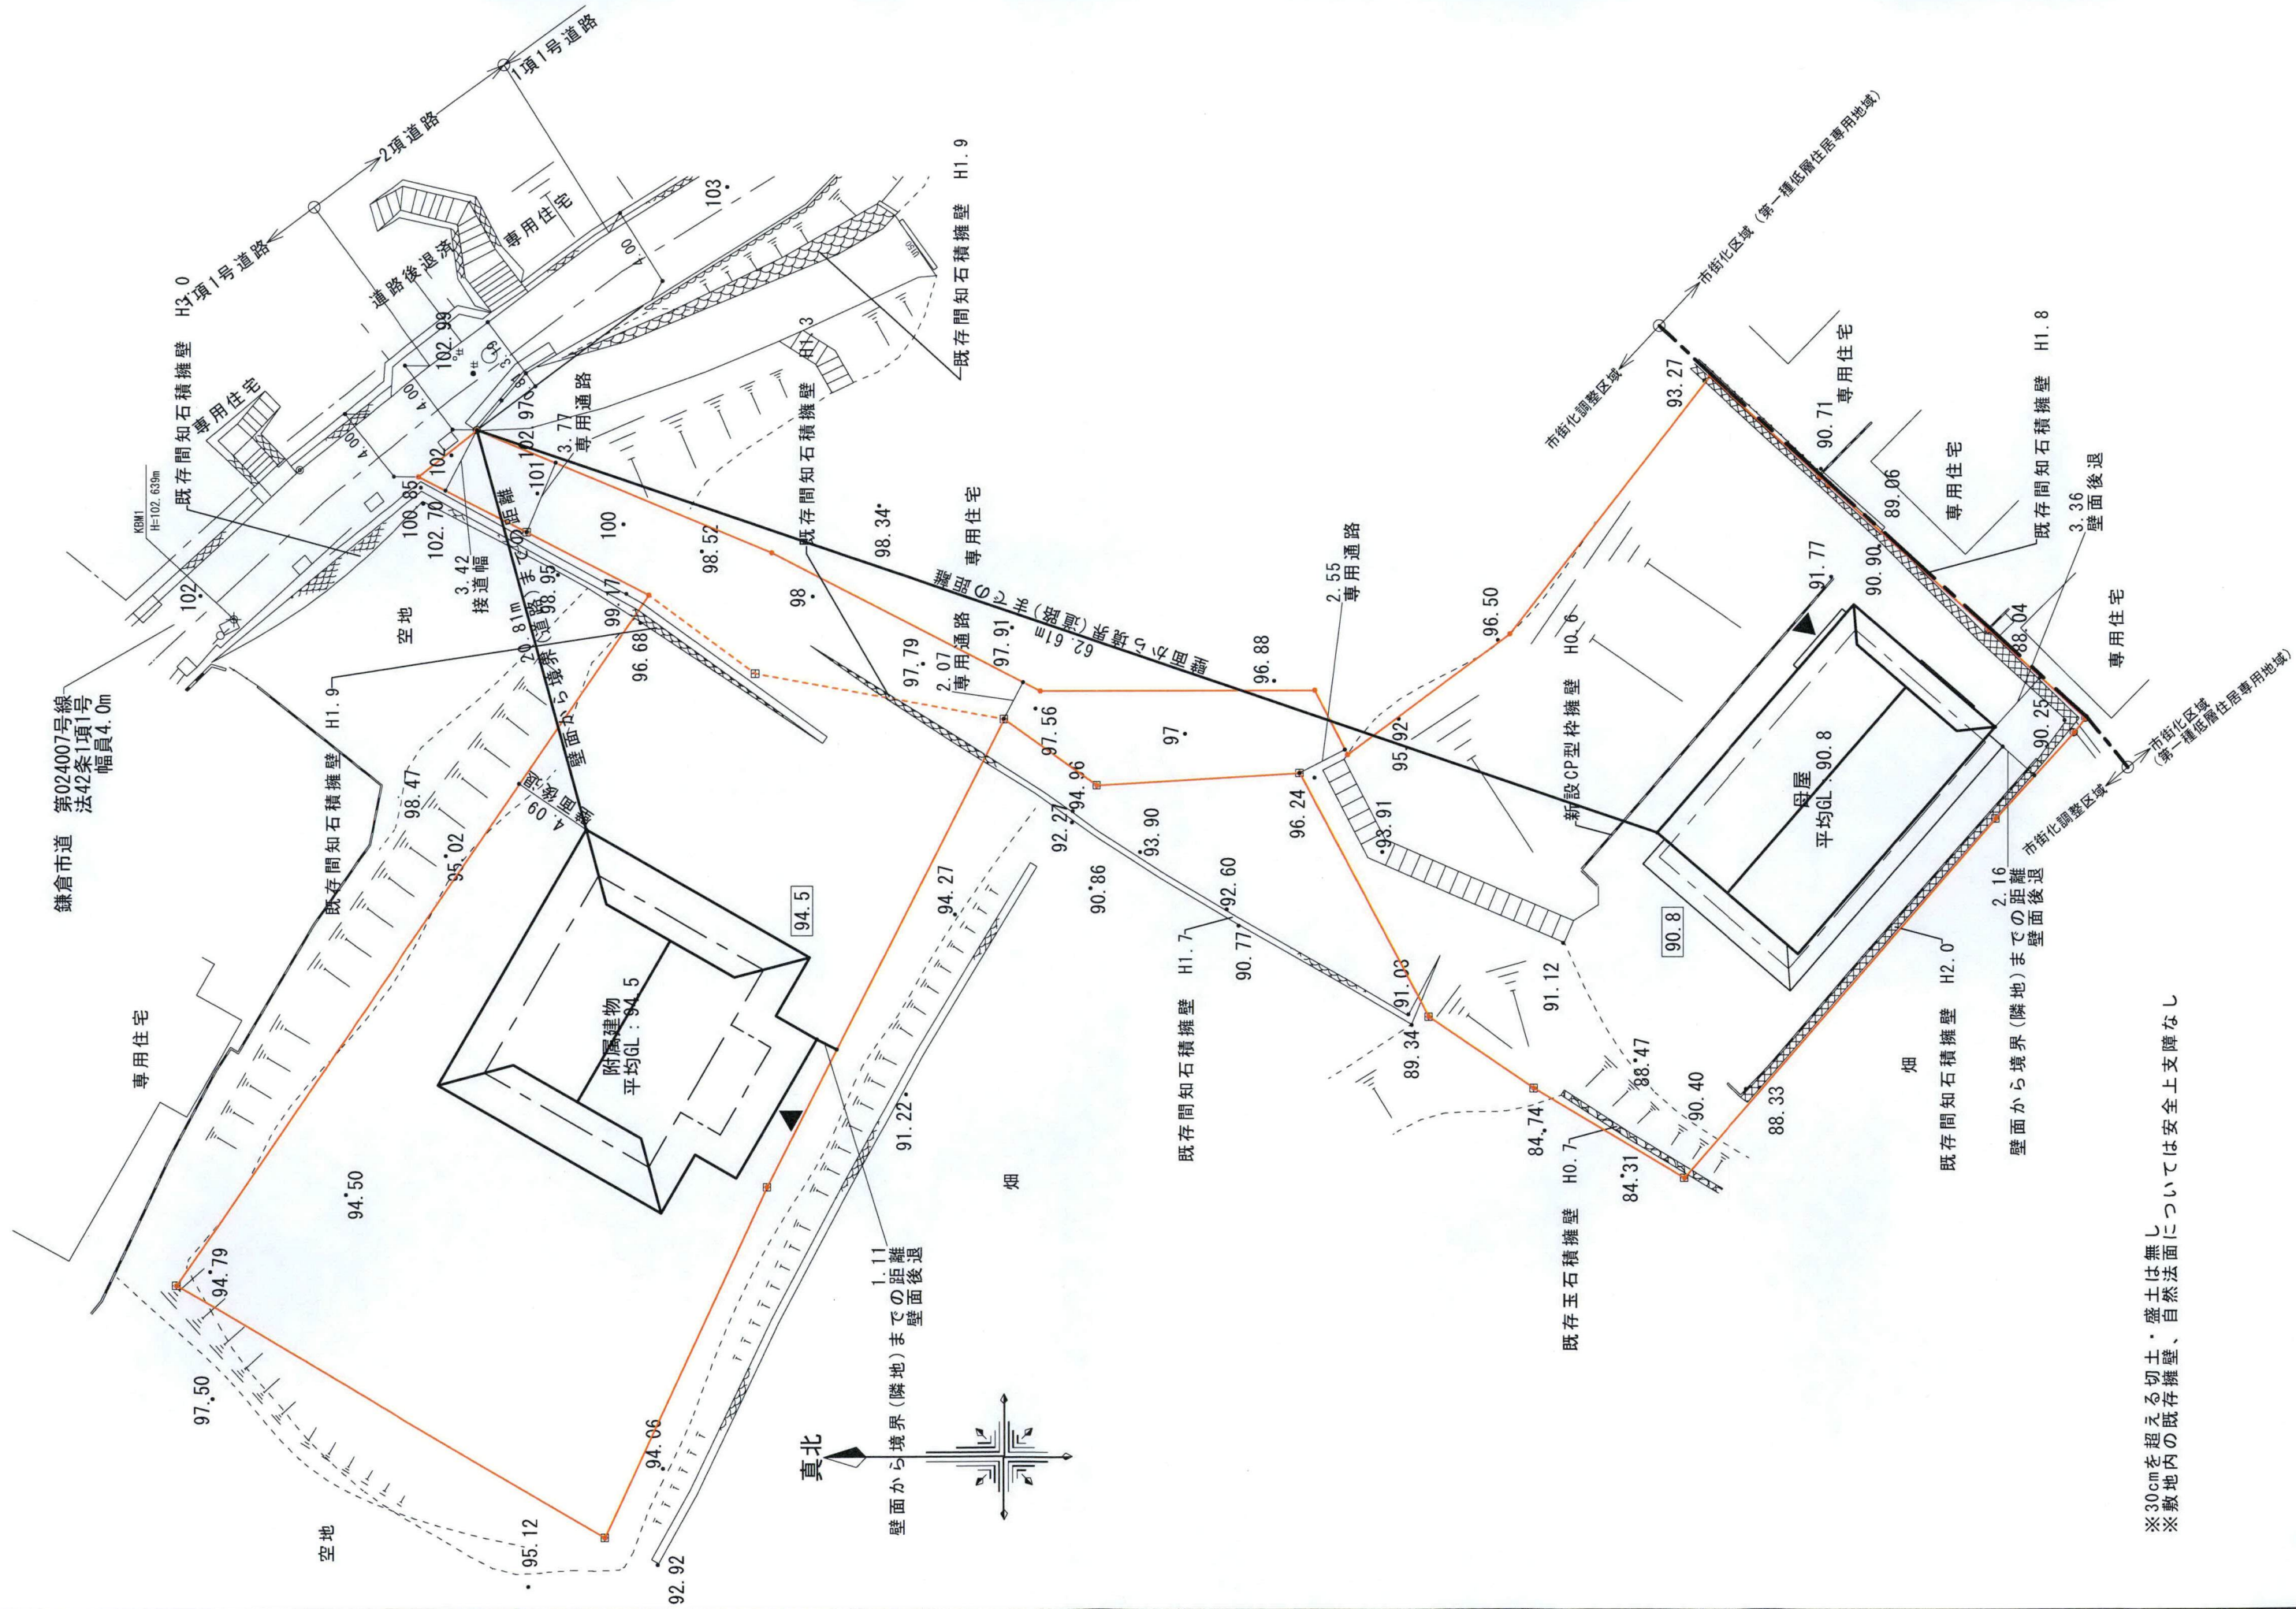 鎌倉市道　第024007号線
法42条1項1号
幅員4.0m
KBM1
H=102.639m
既存間知石積擁壁　H3.0
1項1号道路
2項道路
1項1号道路
道路後退済
専用住宅
専用住宅
専用住宅
空地
102
102
102.99
103
4.00
4.00
4.00
100.85
102.70
3.42
接道幅
102.97
101
3.77
専用通路
H1.3
既存間知石積擁壁　H1.9
U150
100
98.95
99.17
96.68
98.52
98.34
専用住宅
既存間知石積擁壁
98
97.79
2.07
専用通路
97.91
97.56
97
96.88
20.81m
壁面から境界(道路)までの距離
62.61m
壁面から境界(道路)までの距離
既存間知石積擁壁　H1.9
98.47
95.02
4.09
壁面後退
94.50
94.79
97.50
空地
95.12
92.92
94.06
附属建物
平均GL：94.5
94.5
94.27
91.22
畑
1.11
壁面から境界(隣地)までの距離
壁面後退
真北
94.96
92.27
93.90
90.86
92.60
90.77
既存間知石積擁壁　H1.7
91.03
89.34
96.24
2.55
専用通路
93.91
95.92
96.50
新設CP型枠擁壁　H0.6
91.12
90.8
母屋
平均GL：90.8
91.77
90.90
93.27
90.71
89.06
88.04
90.25
専用住宅
専用住宅
専用住宅
既存間知石積擁壁　H1.8
3.36
壁面後退
2.16
壁面から境界(隣地)までの距離
壁面後退
既存間知石積擁壁　H2.0
畑
88.33
90.40
88.47
84.74
84.31
既存玉石積擁壁　H0.7
市街化調整区域
市街化区域（第一種低層住居専用地域）
市街化調整区域
市街化区域
（第一種低層住居専用地域）
※30cmを超える切土・盛土は無し
※敷地内の既存擁壁、自然法面については安全上支障なし